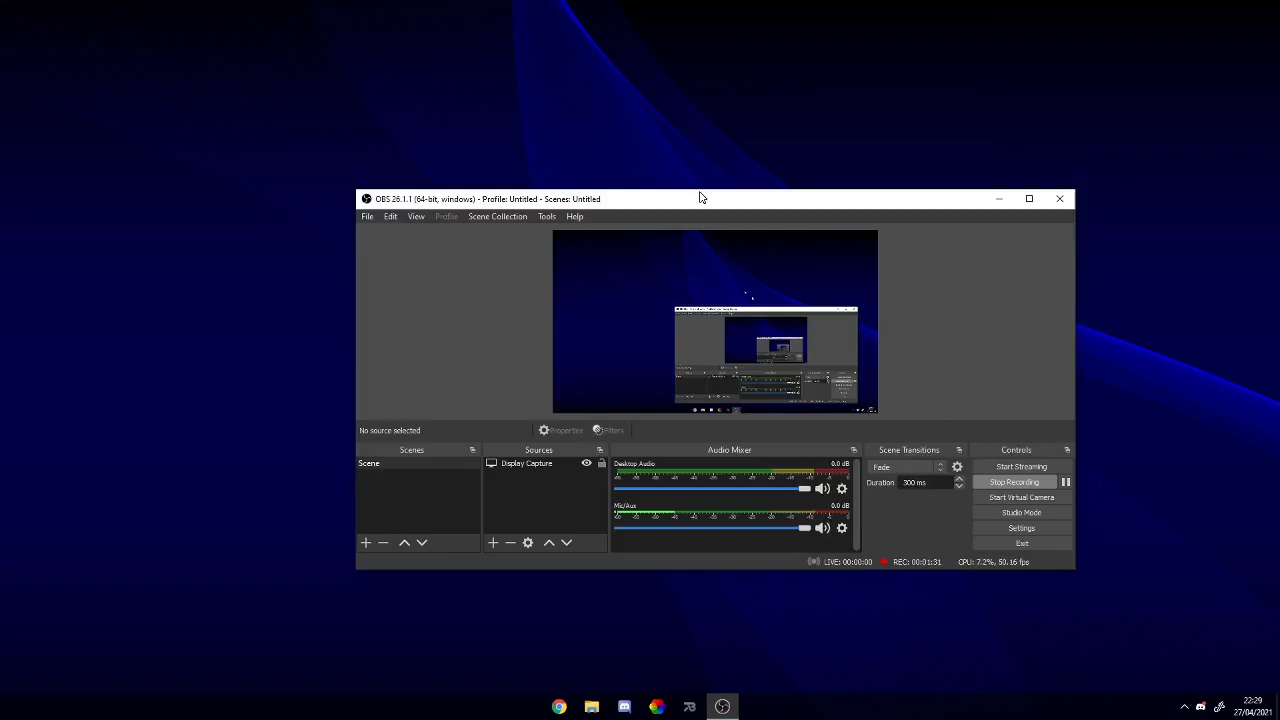 OBS 26.1.1 (64-bit, windows) - Profile: Untitled - Scenes: Untitled
File Edit View Profile Scene Collection Tools Help
No source selected Properties Filters
Scenes Sources Audio Mixer Scene Transitions Controls
Scene
Display Capture
Desktop Audio 0.0 dB
Mic/Aux 0.0 dB
Fade
Duration 300 ms
Start Streaming
Stop Recording
Start Virtual Camera
Studio Mode
Settings
Exit
LIVE: 00:00:00 REC: 00:01:31 CPU: 7.2%, 50.16 fps
22:29
27/04/2021